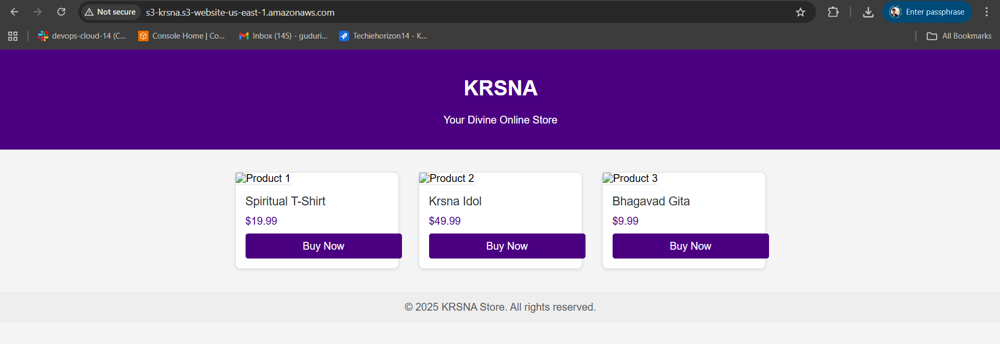 Not secure s3-krsna.s3-website-us-east-1.amazonaws.com Enter passphrase
devops-cloud-14 (C... Console Home | Co... Inbox (145) - guduri... Techiehorizon14 - K... All Bookmarks
KRSNA
Your Divine Online Store
Product 1 Product 2 Product 3
Spiritual T-Shirt Krsna Idol Bhagavad Gita
$19.99 $49.99 $9.99
Buy Now Buy Now Buy Now
© 2025 KRSNA Store. All rights reserved.